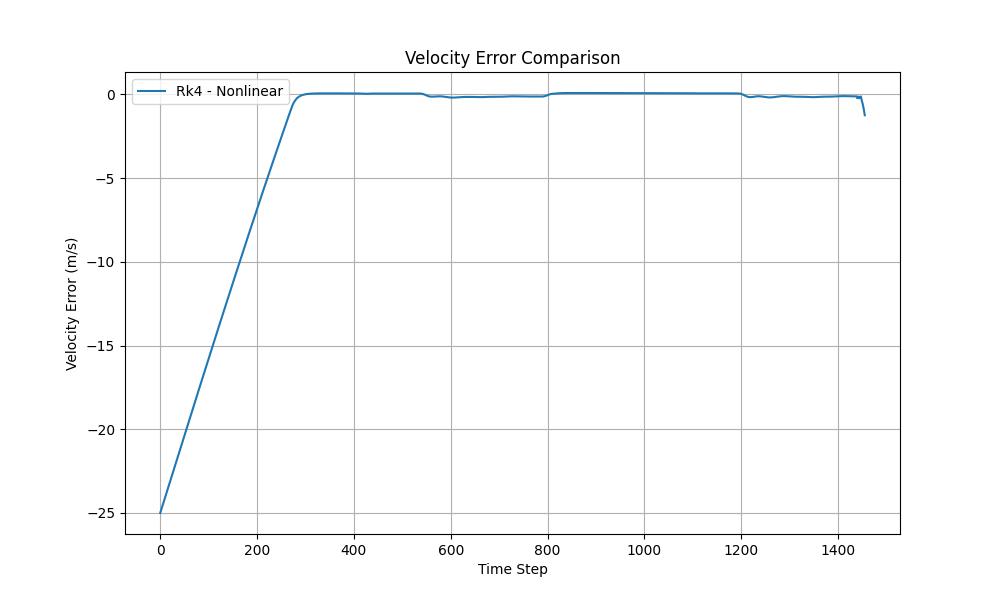 Velocity Error Comparison
Rk4 - Nonlinear
Velocity Error (m/s)
0
−5
−10
−15
−20
−25
0 200 400 600 800 1000 1200 1400
Time Step